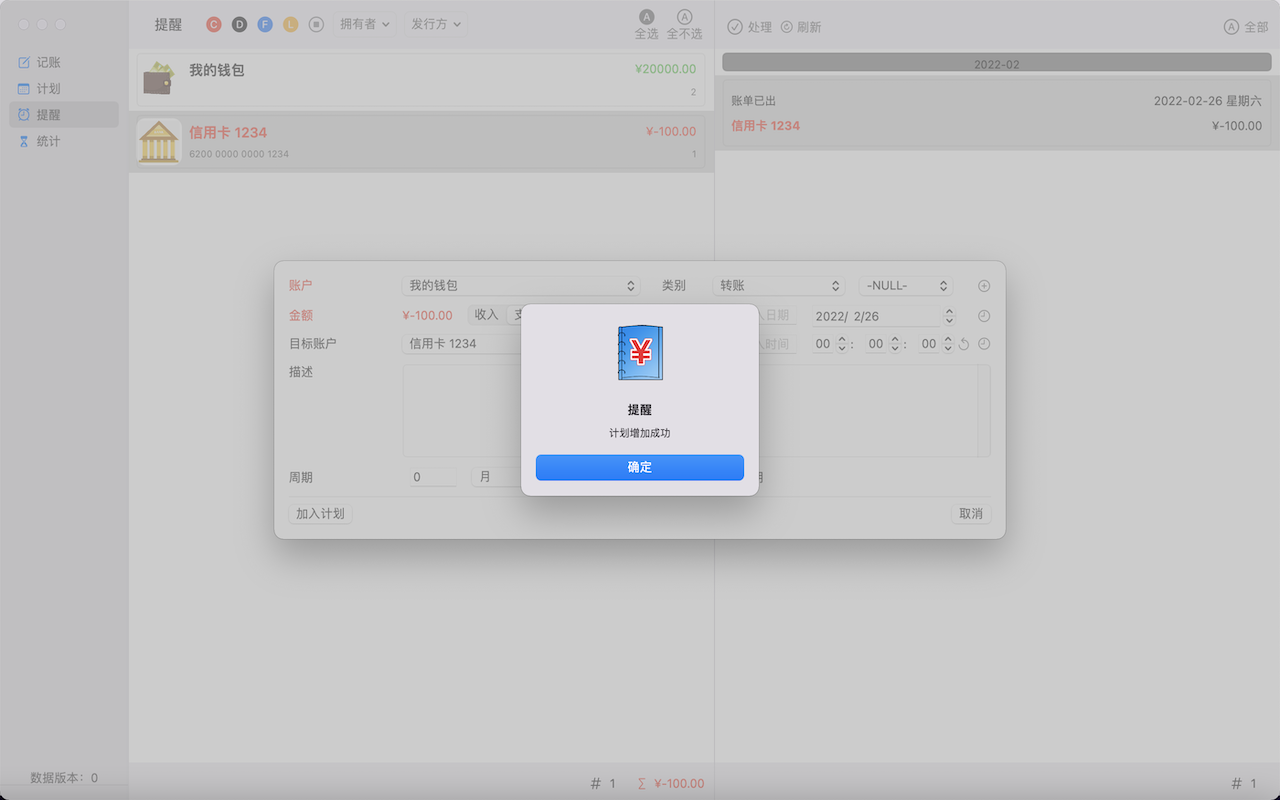 提醒 C D F L 拥有者 发行方 A 全选 A 全不选 处理 刷新 A 全部
记账
计划
提醒
统计
我的钱包 ¥20000.00
2
信用卡 1234 ¥-100.00
6200 0000 0000 1234 1
2022-02
账单已出 2022-02-26 星期六
信用卡 1234 ¥-100.00
账户 我的钱包 类别 转账 -NULL-
金额 ¥-100.00 收入 日期 2022/ 2/26
目标账户 信用卡 1234 时间 00 : 00 : 00
描述
周期 0 月
加入计划 取消
¥
提醒
计划增加成功
确定
数据版本: 0
# 1 Σ ¥-100.00
# 1